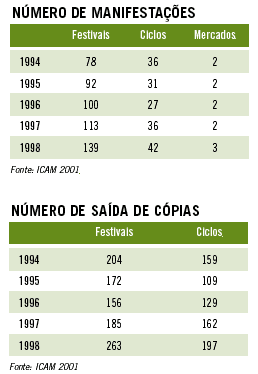 NÚMERO DE MANIFESTAÇÕES
Festivais Ciclos Mercados
1994 78 36 2
1995 92 31 2
1996 100 27 2
1997 113 36 2
1998 139 42 3
Fonte: ICAM 2001
NÚMERO DE SAÍDA DE CÓPIAS
Festivais Ciclos
1994 204 159
1995 172 109
1996 156 129
1997 185 162
1998 263 197
Fonte: ICAM 2001